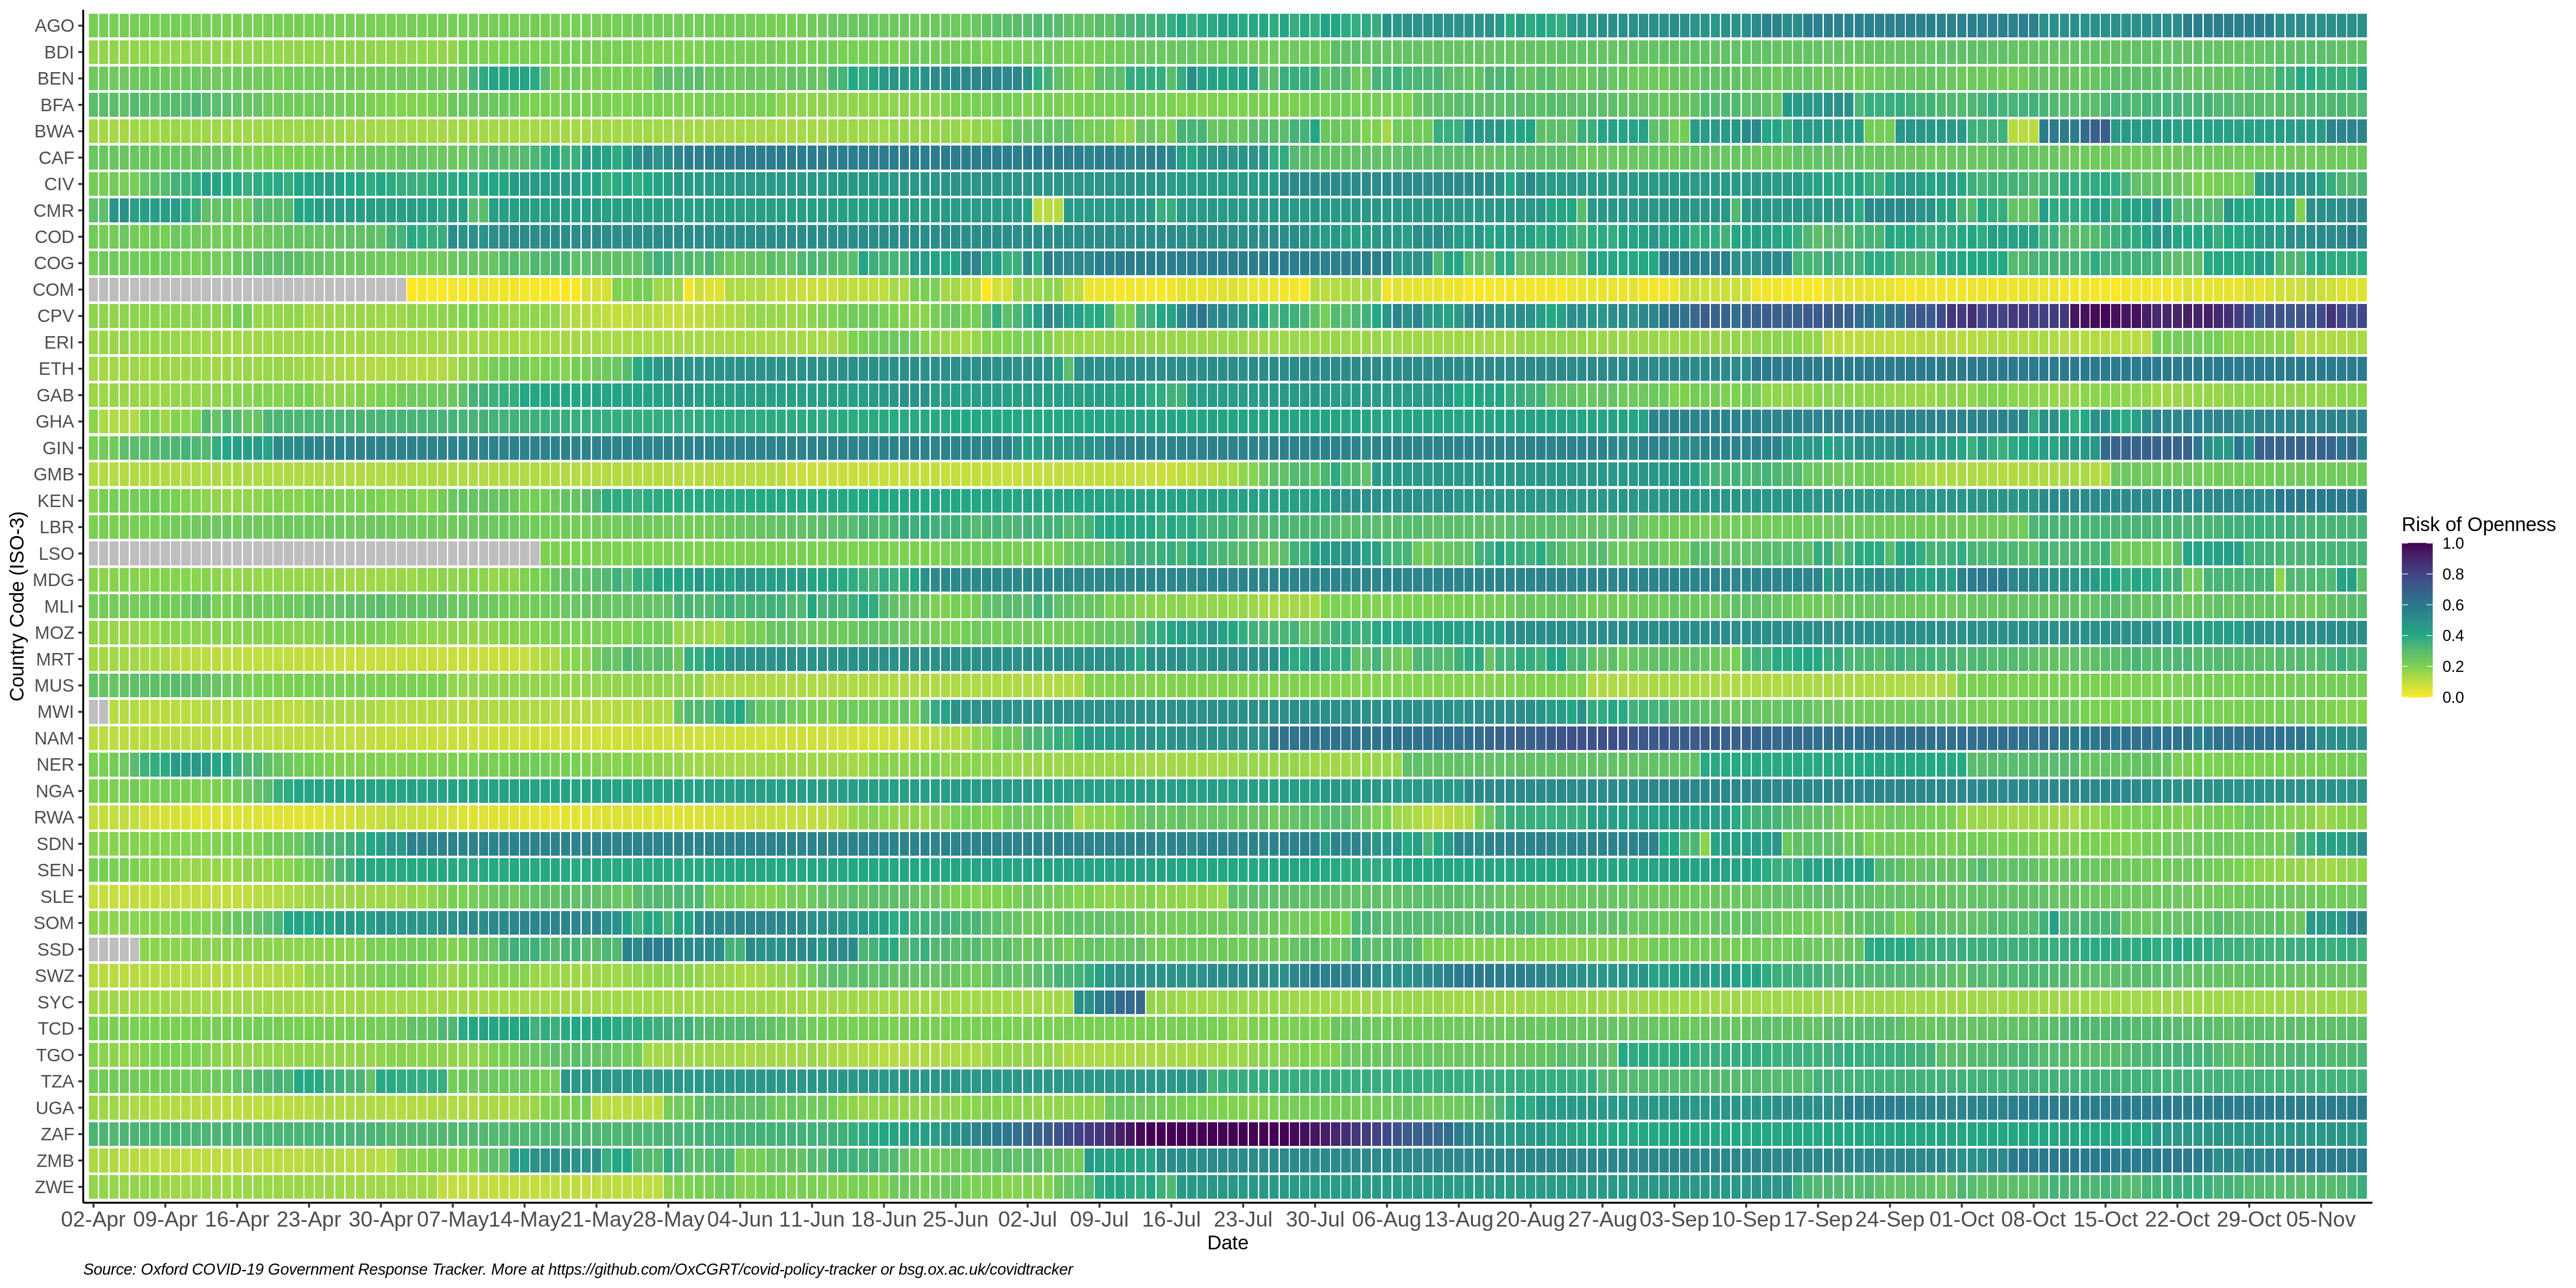 AGO
BDI
BEN
BFA
BWA
CAF
CIV
CMR
COD
COG
COM
CPV
ERI
ETH
GAB
GHA
GIN
GMB
KEN
LBR
LSO
MDG
MLI
MOZ
MRT
MUS
MWI
NAM
NER
NGA
RWA
SDN
SEN
SLE
SOM
SSD
SWZ
SYC
TCD
TGO
TZA
UGA
ZAF
ZMB
ZWE
Country Code (ISO-3)
02-Apr 09-Apr 16-Apr 23-Apr 30-Apr 07-May 14-May 21-May 28-May 04-Jun 11-Jun 18-Jun 25-Jun 02-Jul 09-Jul 16-Jul 23-Jul 30-Jul 06-Aug 13-Aug 20-Aug 27-Aug 03-Sep 10-Sep 17-Sep 24-Sep 01-Oct 08-Oct 15-Oct 22-Oct 29-Oct 05-Nov
Date
Risk of Openness
1.0
0.8
0.6
0.4
0.2
0.0
Source: Oxford COVID-19 Government Response Tracker. More at https://github.com/OxCGRT/covid-policy-tracker or bsg.ox.ac.uk/covidtracker